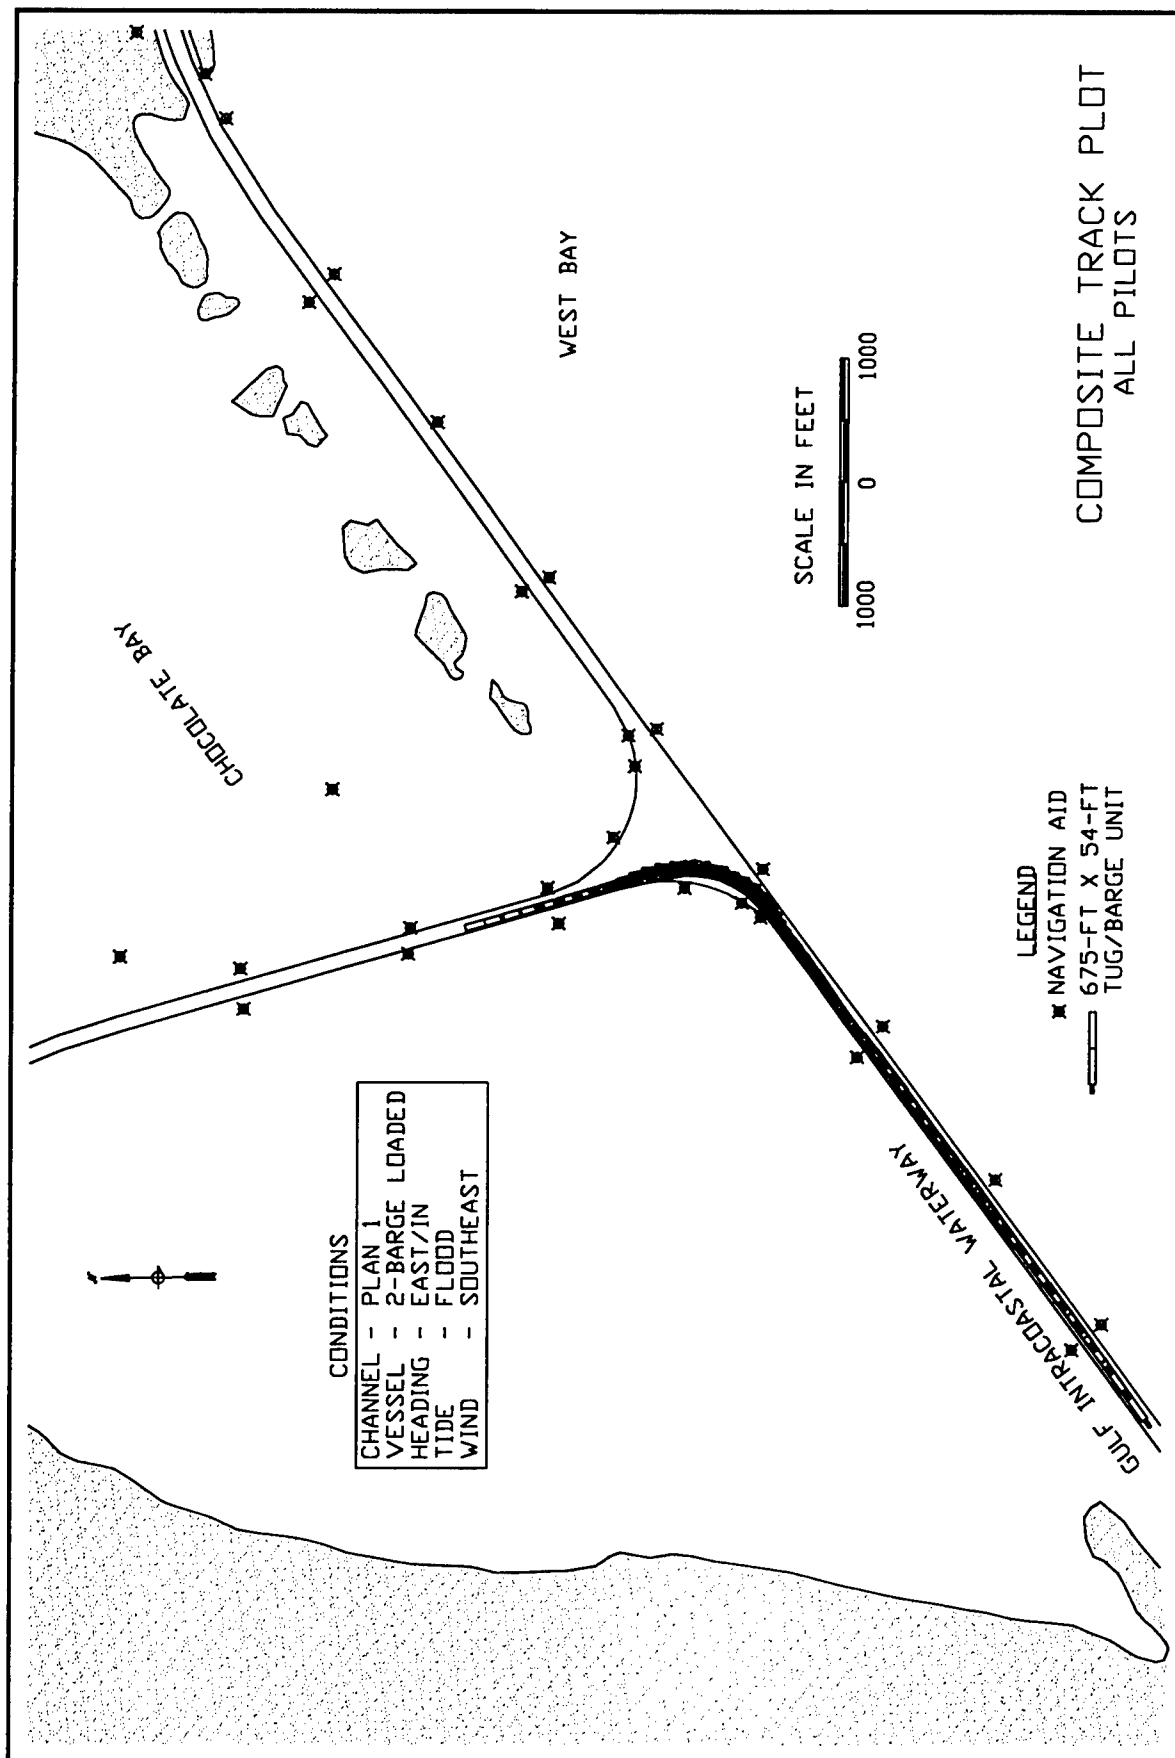 CHOCOLATE BAY
WEST BAY
CONDITIONS
CHANNEL - PLAN 1
VESSEL - 2-BARGE LOADED
HEADING - EAST/IN
TIDE - FLOOD
WIND - SOUTHEAST
GULF INTRACOASTAL WATERWAY
SCALE IN FEET
1000 0 1000
LEGEND
NAVIGATION AID
675-FT X 54-FT
TUG/BARGE UNIT
COMPOSITE TRACK PLOT
ALL PILOTS